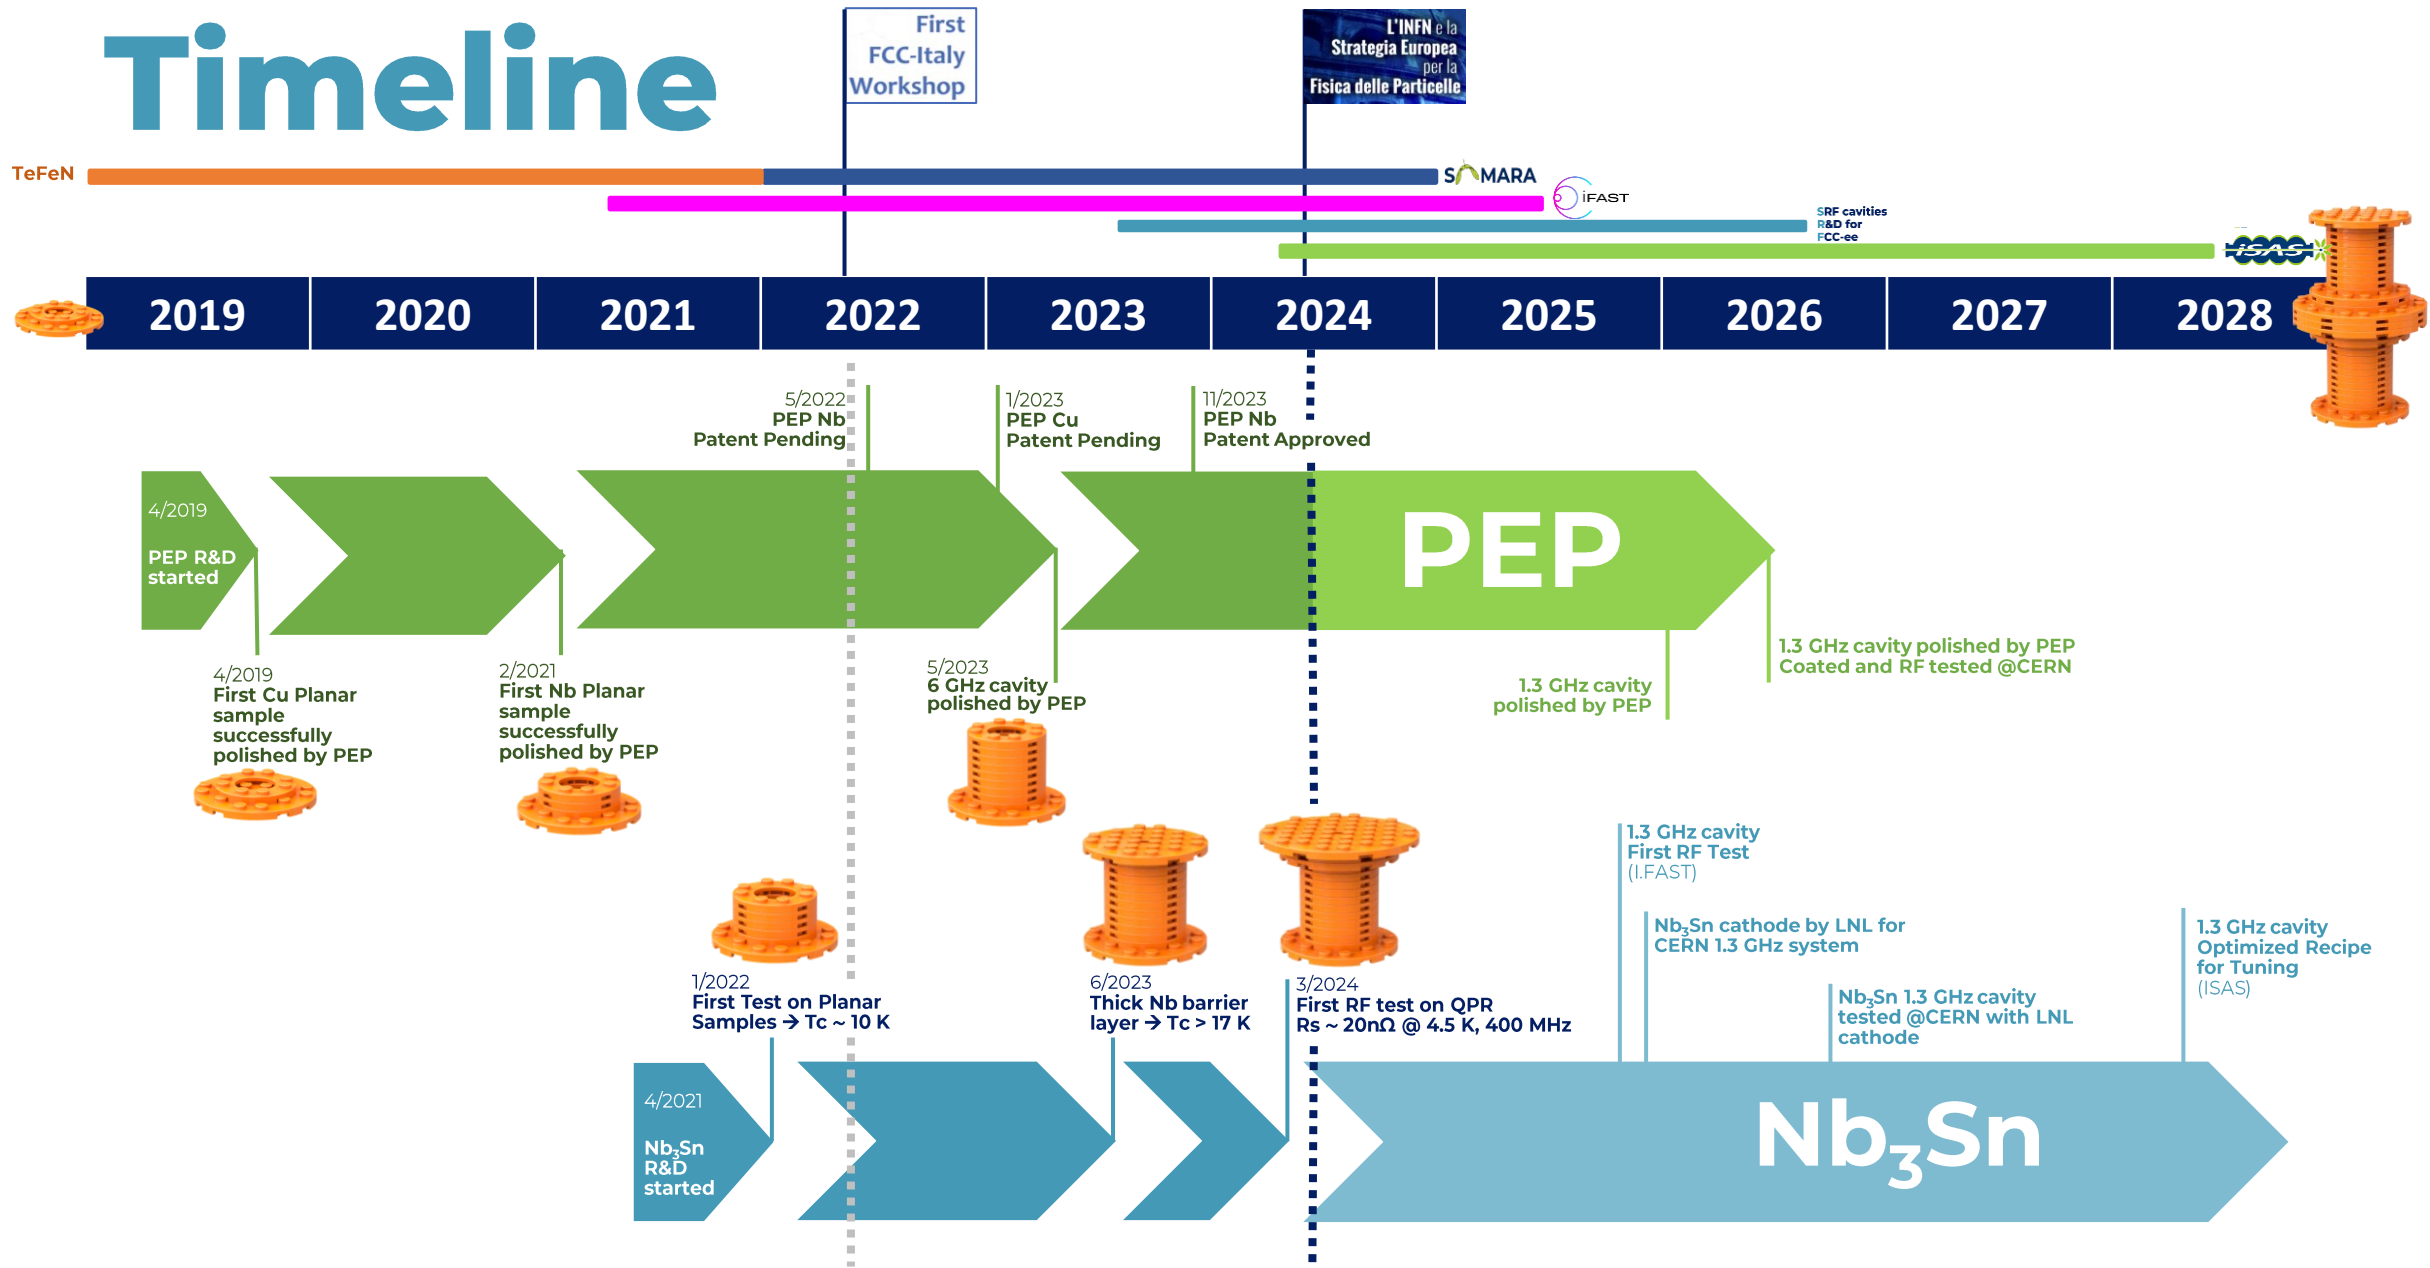 Timeline
First
FCC-Italy
Workshop
L'INFN e la
Strategia Europea
per la
Fisica delle Particelle
TeFeN
SAMARA
iFAST
SRF cavities
R&D for
FCC-ee
iSAS
2019 2020 2021 2022 2023 2024 2025 2026 2027 2028
5/2022
PEP Nb
Patent Pending
1/2023
PEP Cu
Patent Pending
11/2023
PEP Nb
Patent Approved
4/2019
PEP R&D
started
PEP
4/2019
First Cu Planar
sample
successfully
polished by PEP
2/2021
First Nb Planar
sample
successfully
polished by PEP
5/2023
6 GHz cavity
polished by PEP
1.3 GHz cavity
polished by PEP
1.3 GHz cavity polished by PEP
Coated and RF tested @CERN
1/2022
First Test on Planar
Samples → Tc ~ 10 K
6/2023
Thick Nb barrier
layer → Tc > 17 K
3/2024
First RF test on QPR
Rs ~ 20nΩ @ 4.5 K, 400 MHz
1.3 GHz cavity
First RF Test
(I.FAST)
Nb₃Sn cathode by LNL for
CERN 1.3 GHz system
Nb₃Sn 1.3 GHz cavity
tested @CERN with LNL
cathode
1.3 GHz cavity
Optimized Recipe
for Tuning
(ISAS)
4/2021
Nb₃Sn
R&D
started
Nb₃Sn